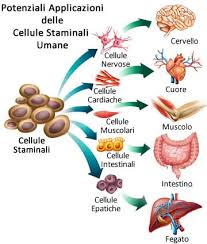 Potenziali Applicazioni
delle
Cellule Staminali
Umane
Cellule
Nervose
Cervello
Cellule
Cardiache
Cuore
Cellule
Muscolari
Muscolo
Cellule
Staminali
Cellule
Intestinali
Intestino
Cellule
Epatiche
Fegato